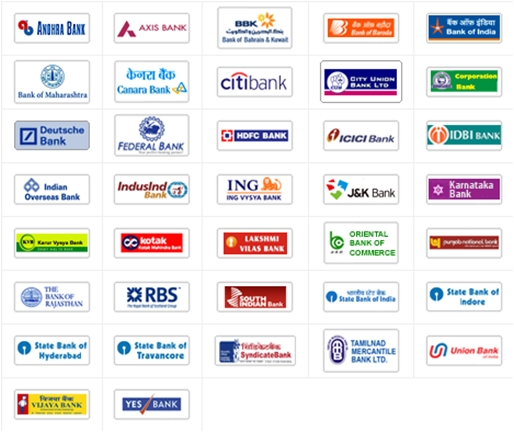 ANDHRA BANK
AXIS BANK
BBK
Bank of Bahrain & Kuwait
बैंक ऑफ़ बड़ौदा
Bank of Baroda
बैंक ऑफ इंडिया
Bank of India
Bank of Maharashtra
केनरा बैंक
Canara Bank
citibank
CITY UNION
BANK LTD
Corporation
Bank
Deutsche
Bank
FEDERAL BANK
HDFC BANK
ICICI Bank
IDBI BANK
Indian
Overseas Bank
IndusInd
Bank
ING
ING VYSYA BANK
J&K Bank
Karnataka
Bank
KVB
Karur Vysya Bank
kotak
Kotak Mahindra Bank
LAKSHMI
VILAS BANK
ORIENTAL
BANK OF
COMMERCE
punjab national bank
THE
BANK OF
RAJASTHAN
RBS
The Royal Bank of Scotland Group
SOUTH
INDIAN Bank
भारतीय स्टेट बैंक
State Bank of India
State Bank of
Indore
State Bank of
Hyderabad
State Bank of
Travancore
सिंडिकेटबैंक
SyndicateBank
TAMILNAD
MERCANTILE
BANK LTD.
Union Bank
of India
विजया बैंक
VIJAYA BANK
YES BANK